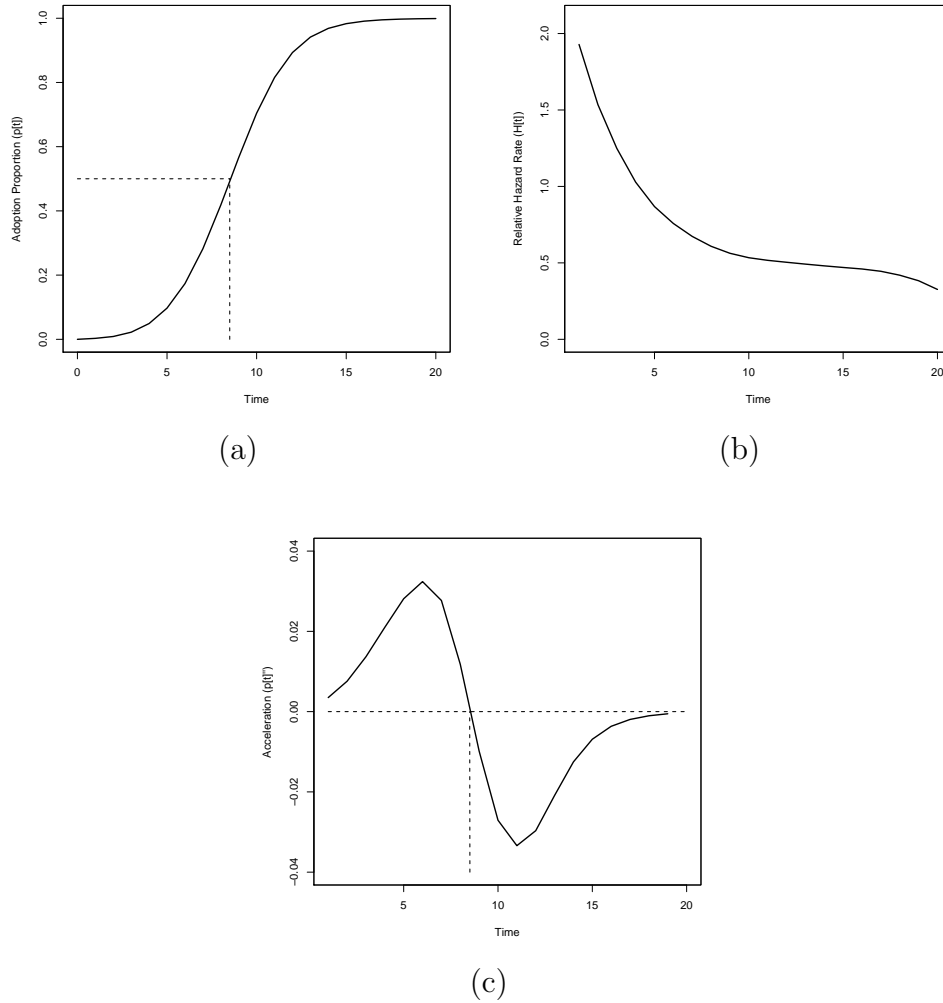 Adoption Proportion (p[t])
1.0
0.8
0.6
0.4
0.2
0.0
0 5 10 15 20
Time
(a)
Relative Hazard Rate (H[t])
2.0
1.5
1.0
0.5
0.0
5 10 15 20
Time
(b)
Acceleration (p[t]'')
0.04
0.02
0.00
−0.02
−0.04
5 10 15 20
Time
(c)